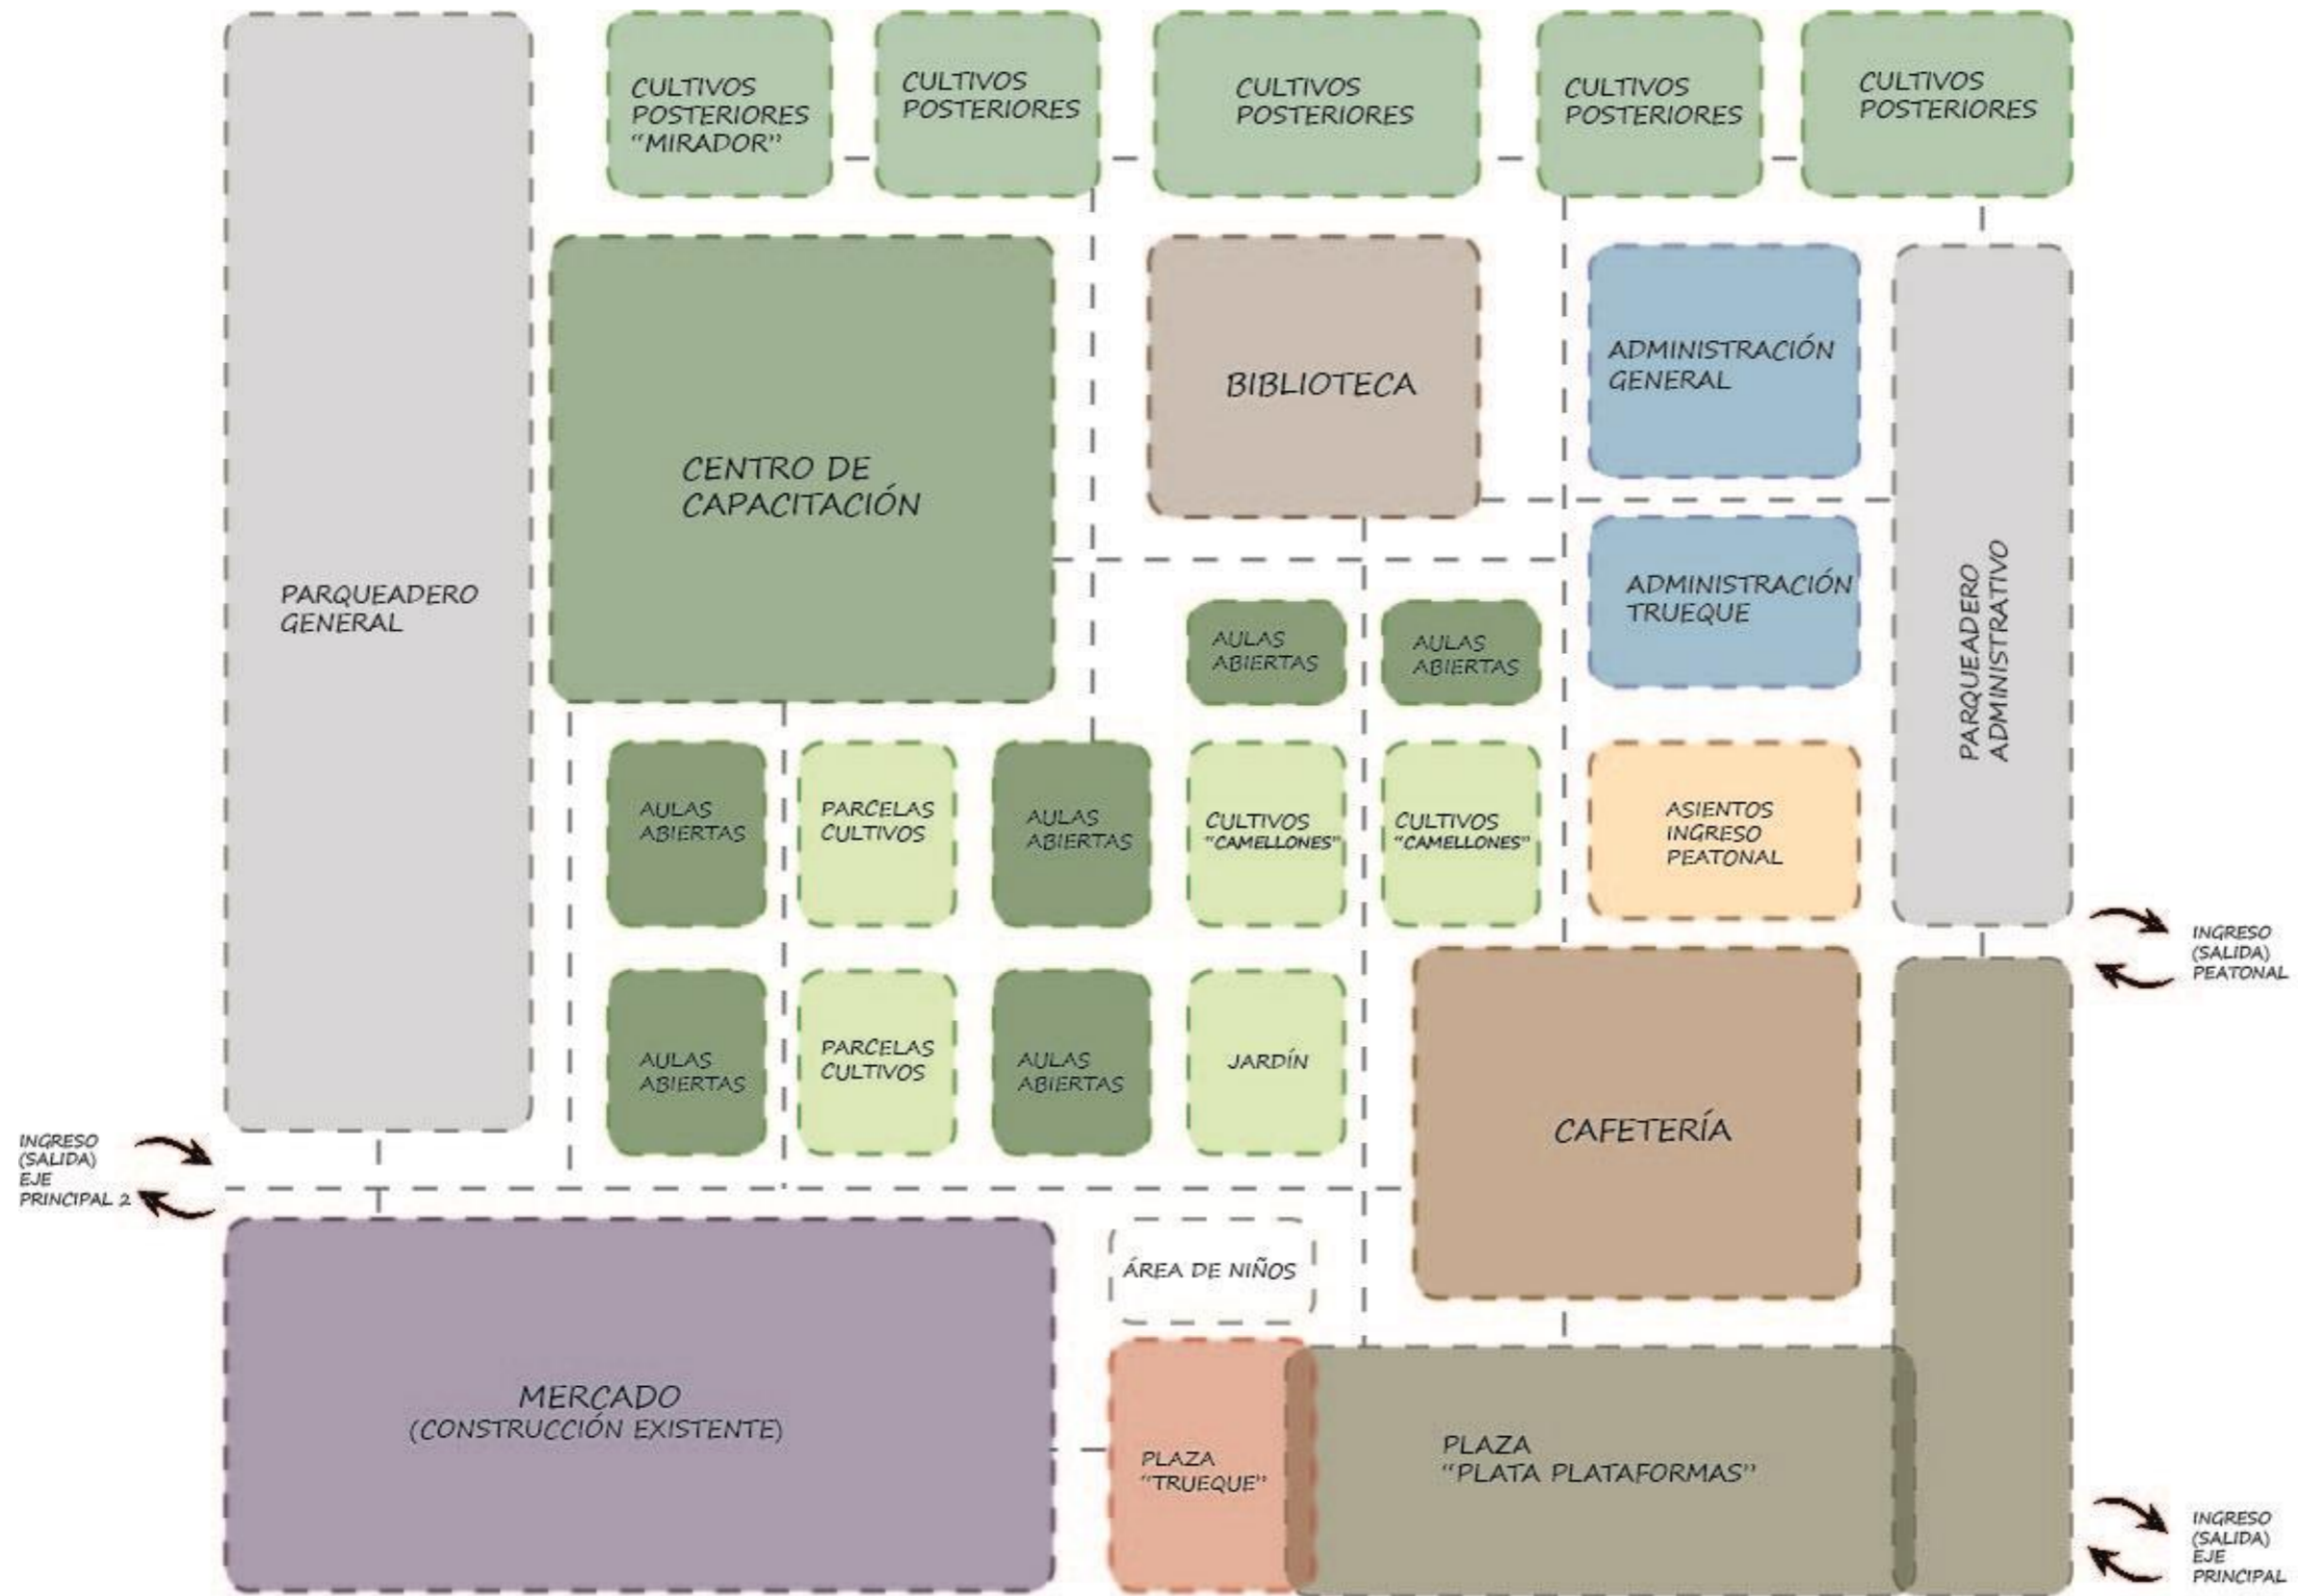 CULTIVOS
POSTERIORES
“MIRADOR”
CULTIVOS
POSTERIORES
CULTIVOS
POSTERIORES
CULTIVOS
POSTERIORES
CULTIVOS
POSTERIORES
PARQUEADERO
GENERAL
CENTRO DE
CAPACITACIÓN
BIBLIOTECA
ADMINISTRACIÓN
GENERAL
ADMINISTRACIÓN
TRUEQUE
PARQUEADERO
ADMINISTRATIVO
AULAS
ABIERTAS
AULAS
ABIERTAS
AULAS
ABIERTAS
PARCELAS
CULTIVOS
AULAS
ABIERTAS
CULTIVOS
“CAMELLONES”
CULTIVOS
“CAMELLONES”
ASIENTOS
INGRESO
PEATONAL
INGRESO
(SALIDA)
PEATONAL
AULAS
ABIERTAS
PARCELAS
CULTIVOS
AULAS
ABIERTAS
JARDÍN
CAFETERÍA
INGRESO
(SALIDA)
EJE
PRINCIPAL 2
ÁREA DE NIÑOS
MERCADO
(CONSTRUCCIÓN EXISTENTE)
PLAZA
“TRUEQUE”
PLAZA
“PLATA PLATAFORMAS”
INGRESO
(SALIDA)
EJE
PRINCIPAL